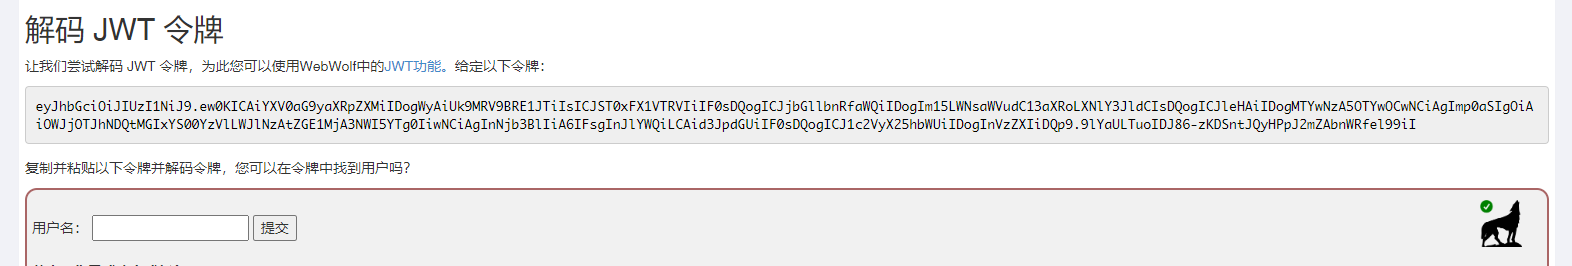 解码 JWT 令牌
让我们尝试解码 JWT 令牌，为此您可以使用WebWolf中的JWT功能。给定以下令牌：
eyJhbGciOiJIUzI1NiJ9.ew0KICAiYXV0aG9yaXRpZXMiIDogWyAiUk9MRV9BRE1JTiIsICJST0xFX1VTRVIiIF0sDQogICJjbGllbnRfaWQiIDogIm15LWNsaWVudC13aXRoLXNlY3JldCIsDQogICJleHAiIDogMTYwNzA5OTYwOCwNCiAgImp0aSIgOiA
iOWJjOTJhNDQtMGIxYS00YzVlLWJlNzAtZGE1MjA3NWI5YTg0IiwNCiAgInNjb3BlIiA6IFsgInJlYWQiLCAid3JpdGUiIF0sDQogICJ1c2VyX25hbWUiIDogInVzZXIiDQp9.9lYaULTuoIDJ86-zKDSntJQyHPpJ2mZAbnWRfel99iI
复制并粘贴以下令牌并解码令牌，您可以在令牌中找到用户吗？
用户名：
提交